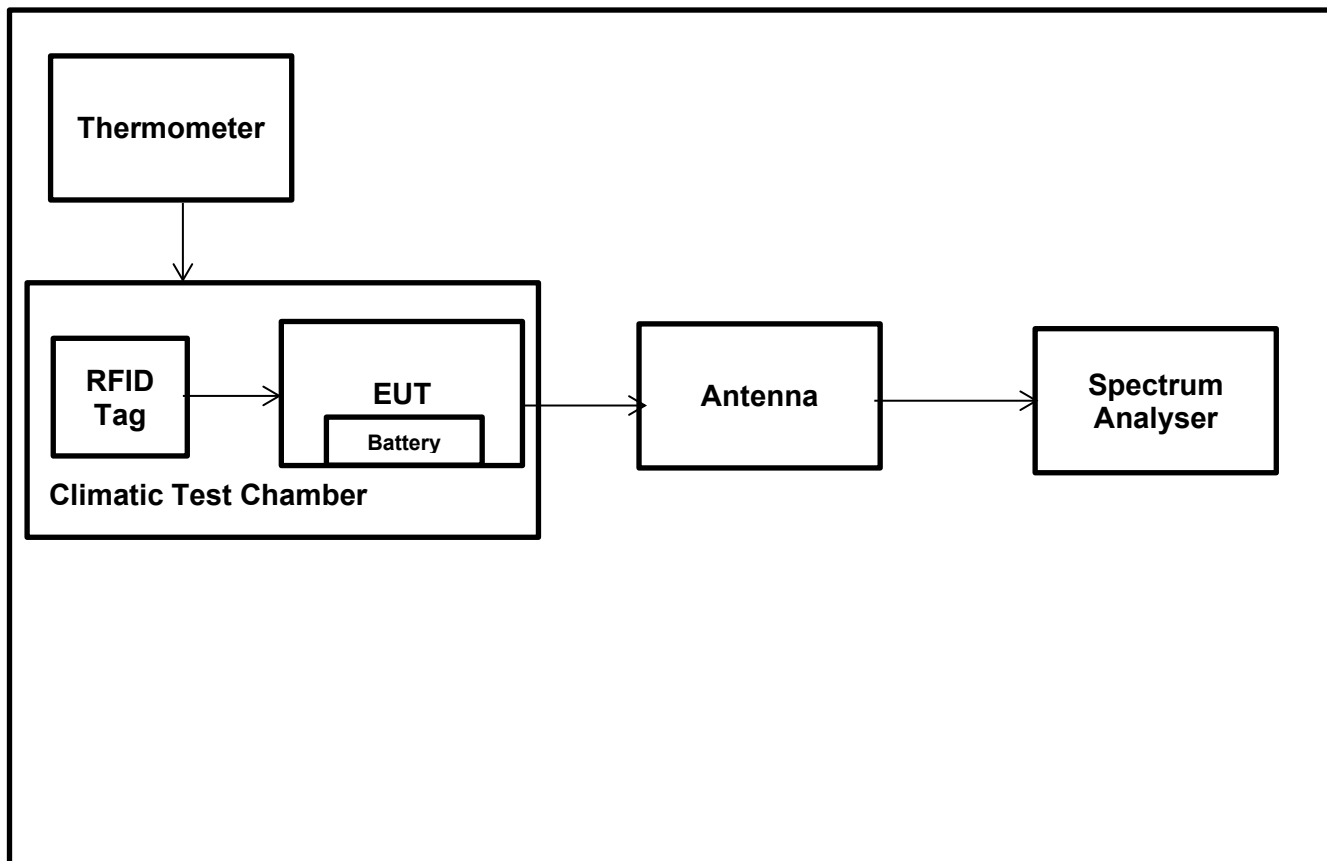 Thermometer
RFID
Tag
EUT
Battery
Climatic Test Chamber
Antenna
Spectrum
Analyser